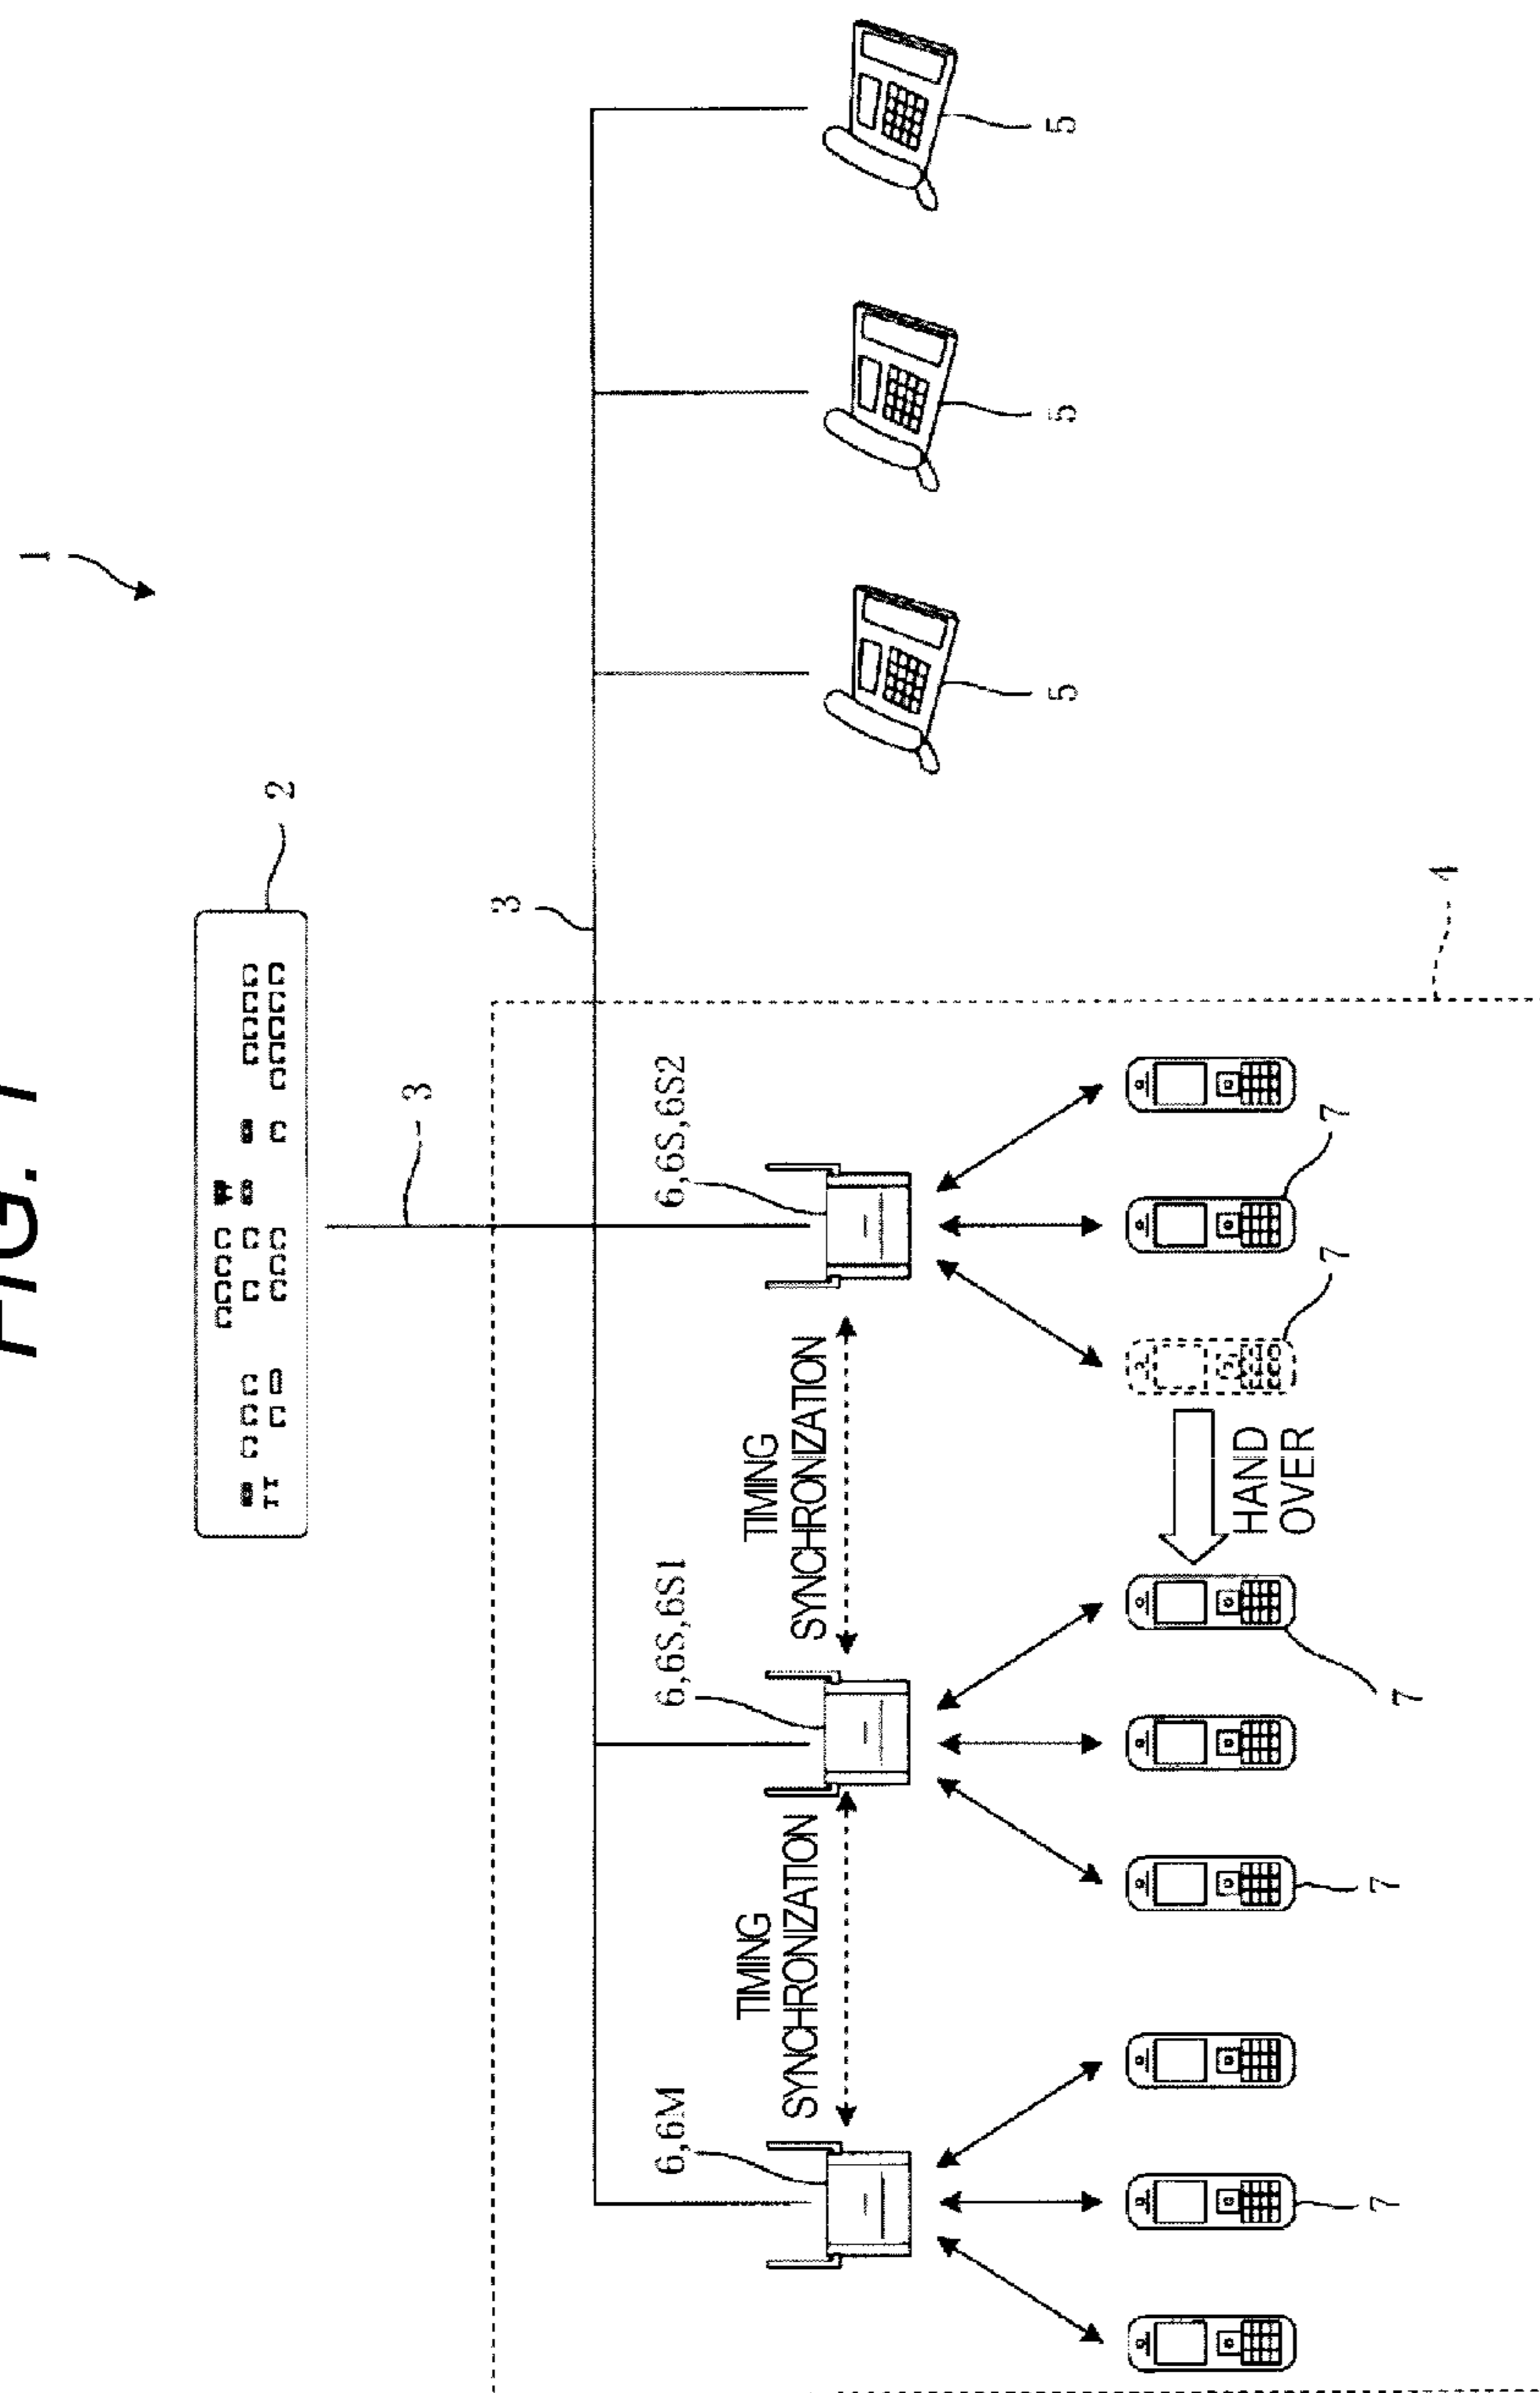 FIG. 1
1
2
3
3
4
6,6M
6,6S,6S1
6,6S,6S2
TIMING
SYNCHRONIZATION
TIMING
SYNCHRONIZATION
5
5
5
HAND
OVER
7
7
7
7
7